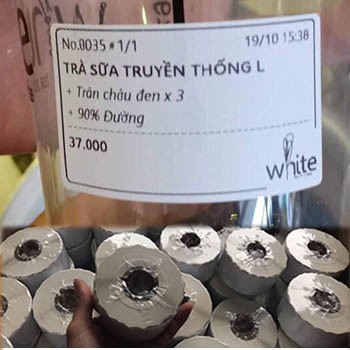 No.0035 # 1/1 19/10 15:38
TRÀ SỮA TRUYỀN THỐNG L
+ Trân châu đen x 3
+ 90% Đường
37.000
White